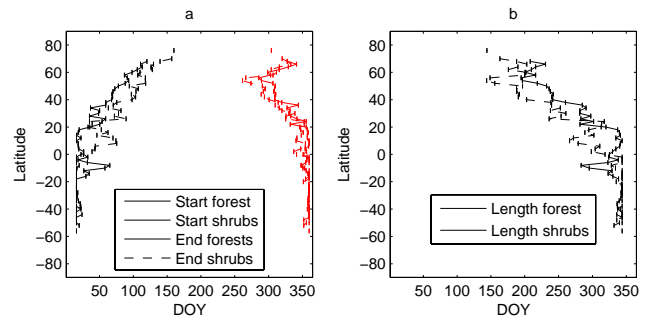 a
80
60
40
20
0
−20
−40
−60
−80
Latitude
50 100 150 200 250 300 350
DOY
Start forest
Start shrubs
End forests
End shrubs
b
80
60
40
20
0
−20
−40
−60
−80
Latitude
50 100 150 200 250 300 350
DOY
Length forest
Length shrubs